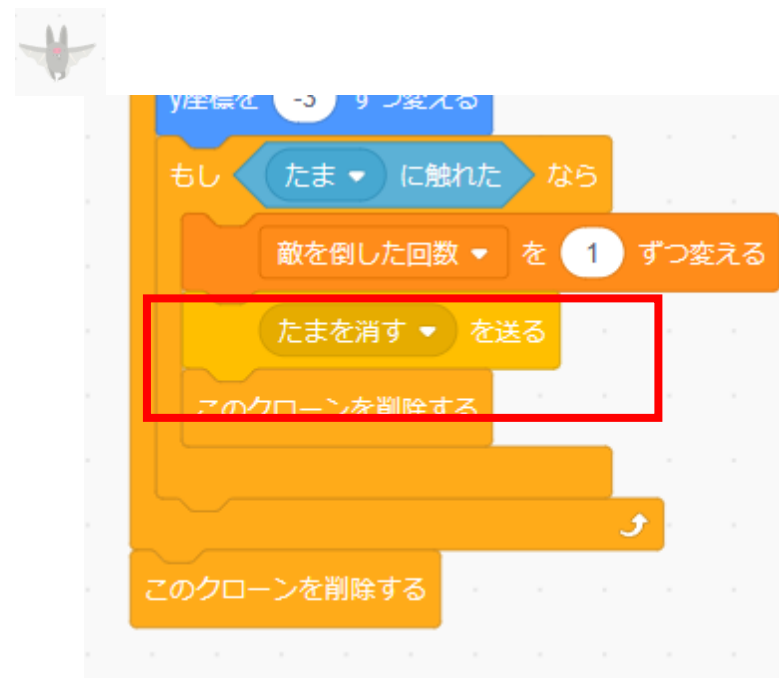 y座標を -3 ずつ変える
もし たま に触れた なら
敵を倒した回数 を 1 ずつ変える
たまを消す を送る
このクローンを削除する
このクローンを削除する